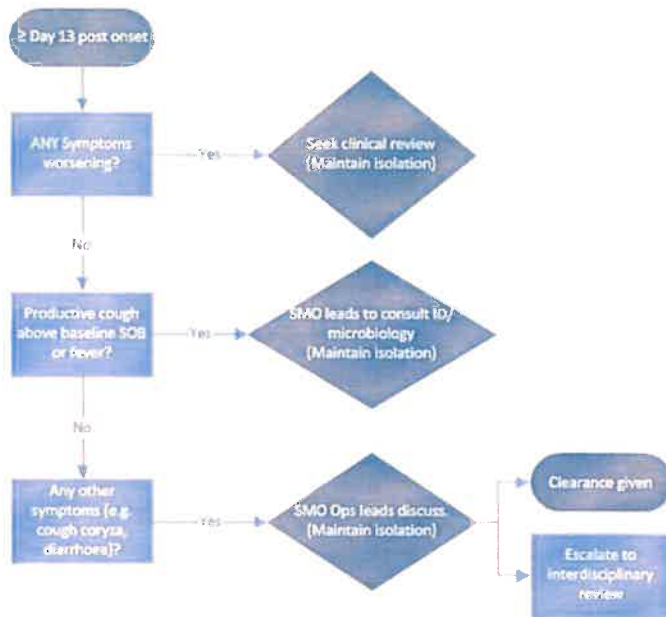 ≥ Day 13 post onset
ANY Symptoms
worsening?
Yes
Seek clinical review
(Maintain isolation)
No
Productive cough
above baseline SOB
or fever?
Yes
SMO leads to consult ID/
microbiology
(Maintain isolation)
No
Any other
symptoms (e.g.
cough coryza,
diarrhoea)?
Yes
SMO Ops leads discuss.
(Maintain isolation)
Clearance given
Escalate to
interdisciplinary
review